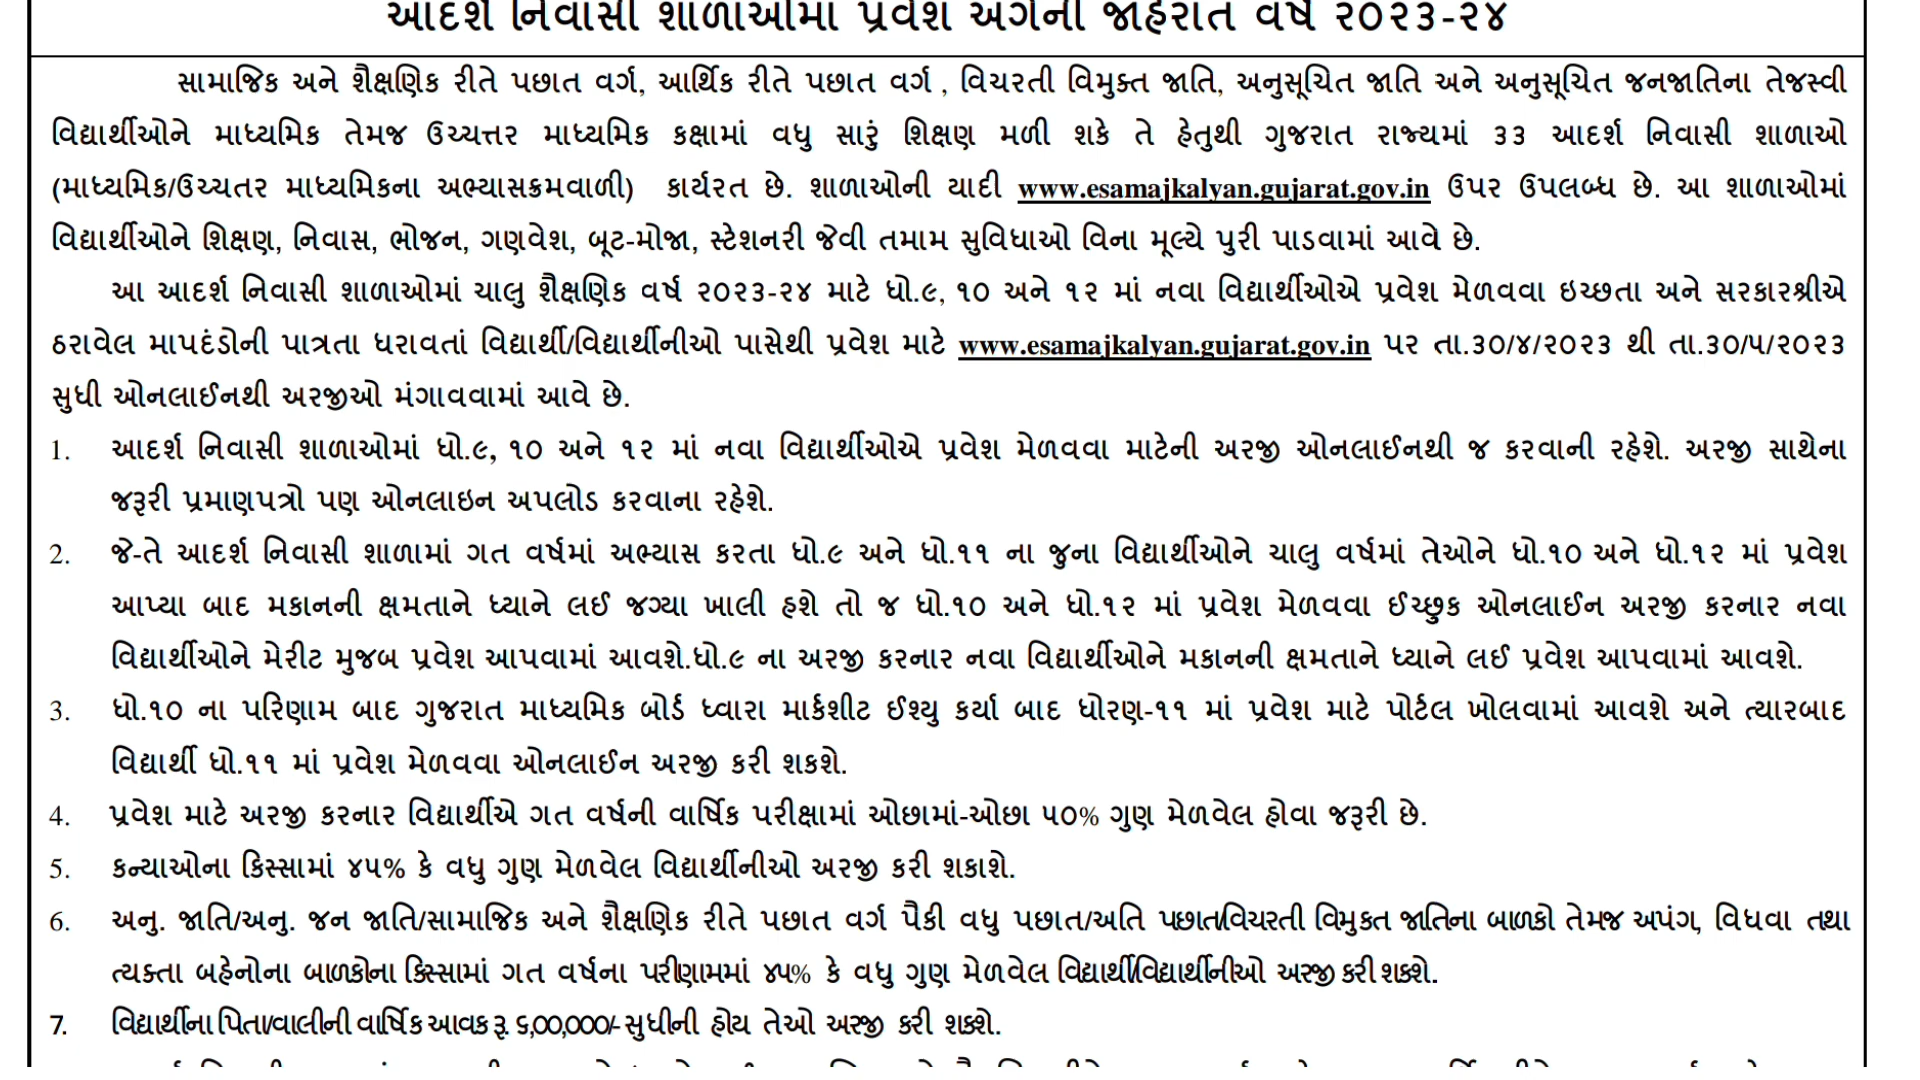 આદર્શ નિવાસી શાળાઓમાં પ્રવેશ અંગેની જાહેરાત વર્ષ ૨૦૨૩-૨૪
સામાજિક અને શૈક્ષણિક રીતે પછાત વર્ગ, આર્થિક રીતે પછાત વર્ગ , વિચરતી વિમુક્ત જાતિ, અનુસૂચિત જાતિ અને અનુસૂચિત જનજાતિના તેજસ્વી
વિદ્યાર્થીઓને માધ્યમિક તેમજ ઉચ્ચત્તર માધ્યમિક કક્ષામાં વધુ સારું શિક્ષણ મળી શકે તે હેતુથી ગુજરાત રાજ્યમાં ૩૩ આદર્શ નિવાસી શાળાઓ
(માધ્યમિક/ઉચ્ચતર માધ્યમિકના અભ્યાસક્રમવાળી) કાર્યરત છે. શાળાઓની યાદી www.esamajkalyan.gujarat.gov.in ઉપર ઉપલબ્ધ છે. આ શાળાઓમાં
વિદ્યાર્થીઓને શિક્ષણ, નિવાસ, ભોજન, ગણવેશ, બૂટ-મોજા, સ્ટેશનરી જેવી તમામ સુવિધાઓ વિના મૂલ્યે પુરી પાડવામાં આવે છે.
આ આદર્શ નિવાસી શાળાઓમાં ચાલુ શૈક્ષણિક વર્ષ ૨૦૨૩-૨૪ માટે ધો.૯, ૧૦ અને ૧૨ માં નવા વિદ્યાર્થીઓએ પ્રવેશ મેળવવા ઇચ્છતા અને સરકારશ્રીએ
ઠરાવેલ માપદંડોની પાત્રતા ધરાવતાં વિદ્યાર્થી/વિદ્યાર્થીનીઓ પાસેથી પ્રવેશ માટે www.esamajkalyan.gujarat.gov.in પર તા.૩૦/૪/૨૦૨૩ થી તા.૩૦/૫/૨૦૨૩
સુધી ઓનલાઈનથી અરજીઓ મંગાવવામાં આવે છે.
1. આદર્શ નિવાસી શાળાઓમાં ધો.૯, ૧૦ અને ૧૨ માં નવા વિદ્યાર્થીઓએ પ્રવેશ મેળવવા માટેની અરજી ઓનલાઈનથી જ કરવાની રહેશે. અરજી સાથેના
જરૂરી પ્રમાણપત્રો પણ ઓનલાઇન અપલોડ કરવાના રહેશે.
2. જે-તે આદર્શ નિવાસી શાળામાં ગત વર્ષમાં અભ્યાસ કરતા ધો.૯ અને ધો.૧૧ ના જુના વિદ્યાર્થીઓને ચાલુ વર્ષમાં તેઓને ધો.૧૦ અને ધો.૧૨ માં પ્રવેશ
આપ્યા બાદ મકાનની ક્ષમતાને ધ્યાને લઈ જગ્યા ખાલી હશે તો જ ધો.૧૦ અને ધો.૧૨ માં પ્રવેશ મેળવવા ઈચ્છુક ઓનલાઈન અરજી કરનાર નવા
વિદ્યાર્થીઓને મેરીટ મુજબ પ્રવેશ આપવામાં આવશે.ધો.૯ ના અરજી કરનાર નવા વિદ્યાર્થીઓને મકાનની ક્ષમતાને ધ્યાને લઈ પ્રવેશ આપવામાં આવશે.
3. ધો.૧૦ ના પરિણામ બાદ ગુજરાત માધ્યમિક બોર્ડ ધ્વારા માર્કશીટ ઈશ્યુ કર્યા બાદ ધોરણ-૧૧ માં પ્રવેશ માટે પોર્ટલ ખોલવામાં આવશે અને ત્યારબાદ
વિદ્યાર્થી ધો.૧૧ માં પ્રવેશ મેળવવા ઓનલાઈન અરજી કરી શકશે.
4. પ્રવેશ માટે અરજી કરનાર વિદ્યાર્થીએ ગત વર્ષની વાર્ષિક પરીક્ષામાં ઓછામાં-ઓછા ૫૦% ગુણ મેળવેલ હોવા જરૂરી છે.
5. કન્યાઓના કિસ્સામાં ૪૫% કે વધુ ગુણ મેળવેલ વિદ્યાર્થીનીઓ અરજી કરી શકાશે.
6. અનુ. જાતિ/અનુ. જન જાતિ/સામાજિક અને શૈક્ષણિક રીતે પછાત વર્ગ પૈકી વધુ પછાત/અતિ પછાત/વિચરતી વિમુક્ત જાતિના બાળકો તેમજ અપંગ, વિધવા તથા
ત્યક્તા બહેનોના બાળકોના કિસ્સામાં ગત વર્ષના પરીણામમાં ૪૫% કે વધુ ગુણ મેળવેલ વિદ્યાર્થી/વિદ્યાર્થીનીઓ અરજી કરી શકશે.
7. વિદ્યાર્થીના પિતા/વાલીની વાર્ષિક આવક રૂ. ૬,૦૦,૦૦૦/- સુધીની હોય તેઓ અરજી કરી શકશે.